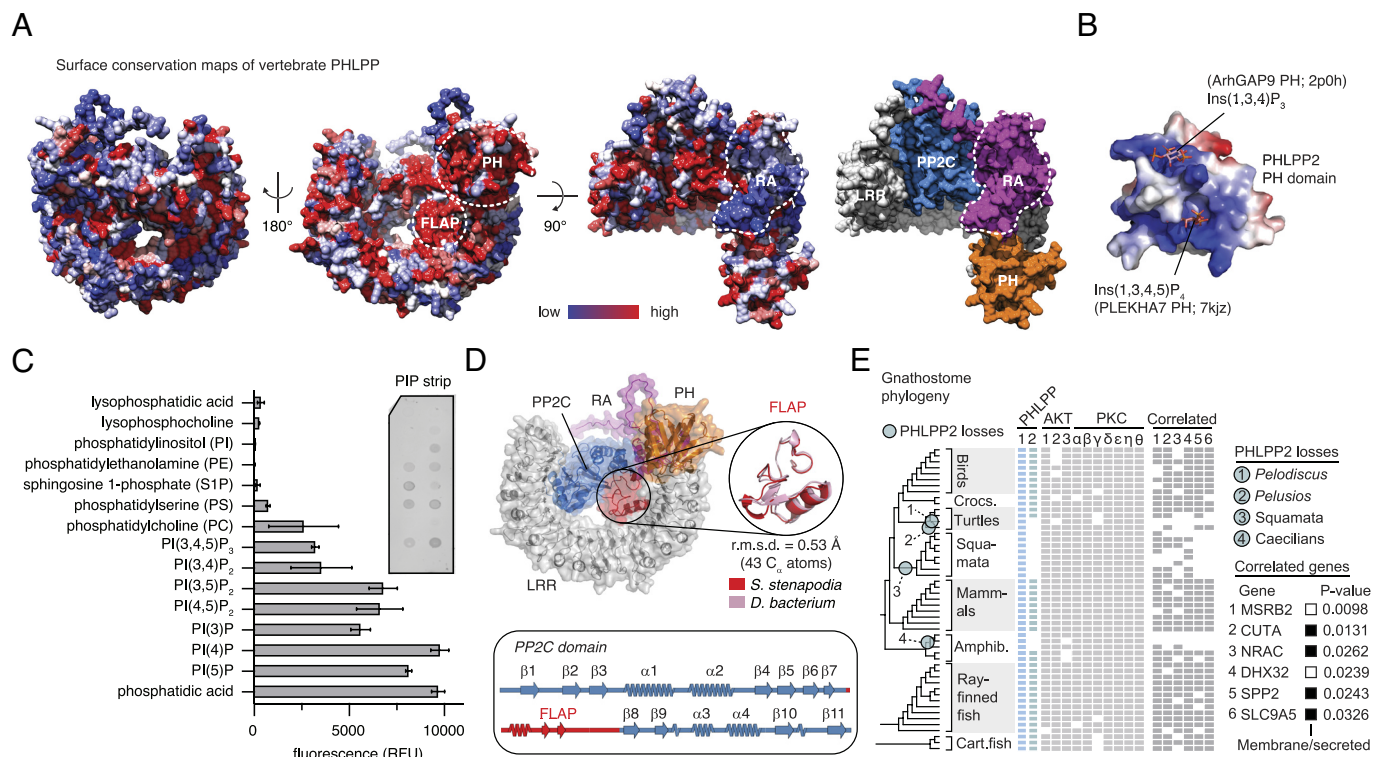 A
Surface conservation maps of vertebrate PHLPP
180°
PH
FLAP
90°
RA
low
high
LRR
PP2C
RA
PH
B
(ArhGAP9 PH; 2p0h)
Ins(1,3,4)P3
PHLPP2
PH domain
Ins(1,3,4,5)P4
(PLEKHA7 PH; 7kjz)
C
PIP strip
lysophosphatidic acid
lysophosphocholine
phosphatidylinositol (PI)
phosphatidylethanolamine (PE)
sphingosine 1-phosphate (S1P)
phosphatidylserine (PS)
phosphatidylcholine (PC)
PI(3,4,5)P3
PI(3,4)P2
PI(3,5)P2
PI(4,5)P2
PI(3)P
PI(4)P
PI(5)P
phosphatidic acid
0 5000 10000
fluorescence (RFU)
D
PP2C
RA
PH
FLAP
LRR
r.m.s.d. = 0.53 Å
(43 Cα atoms)
S. stenapodia
D. bacterium
PP2C domain
β1 β2 β3 α1 α2 β4 β5 β6 β7
FLAP β8 β9 α3 α4 β10 β11
E
Gnathostome
phylogeny
PHLPP2 losses
PHLPP AKT PKC Correlated
1 2 1 2 3 α β γ δ ε η θ 1 2 3 4 5 6
Birds
Crocs.
Turtles
Squa-
mata
Mamm-
als
Amphib.
Ray-
finned
fish
Cart.fish
1
2
3
4
PHLPP2 losses
1 Pelodiscus
2 Pelusios
3 Squamata
4 Caecilians
Correlated genes
Gene P-value
1 MSRB2 0.0098
2 CUTA 0.0131
3 NRAC 0.0262
4 DHX32 0.0239
5 SPP2 0.0243
6 SLC9A5 0.0326
Membrane/secreted